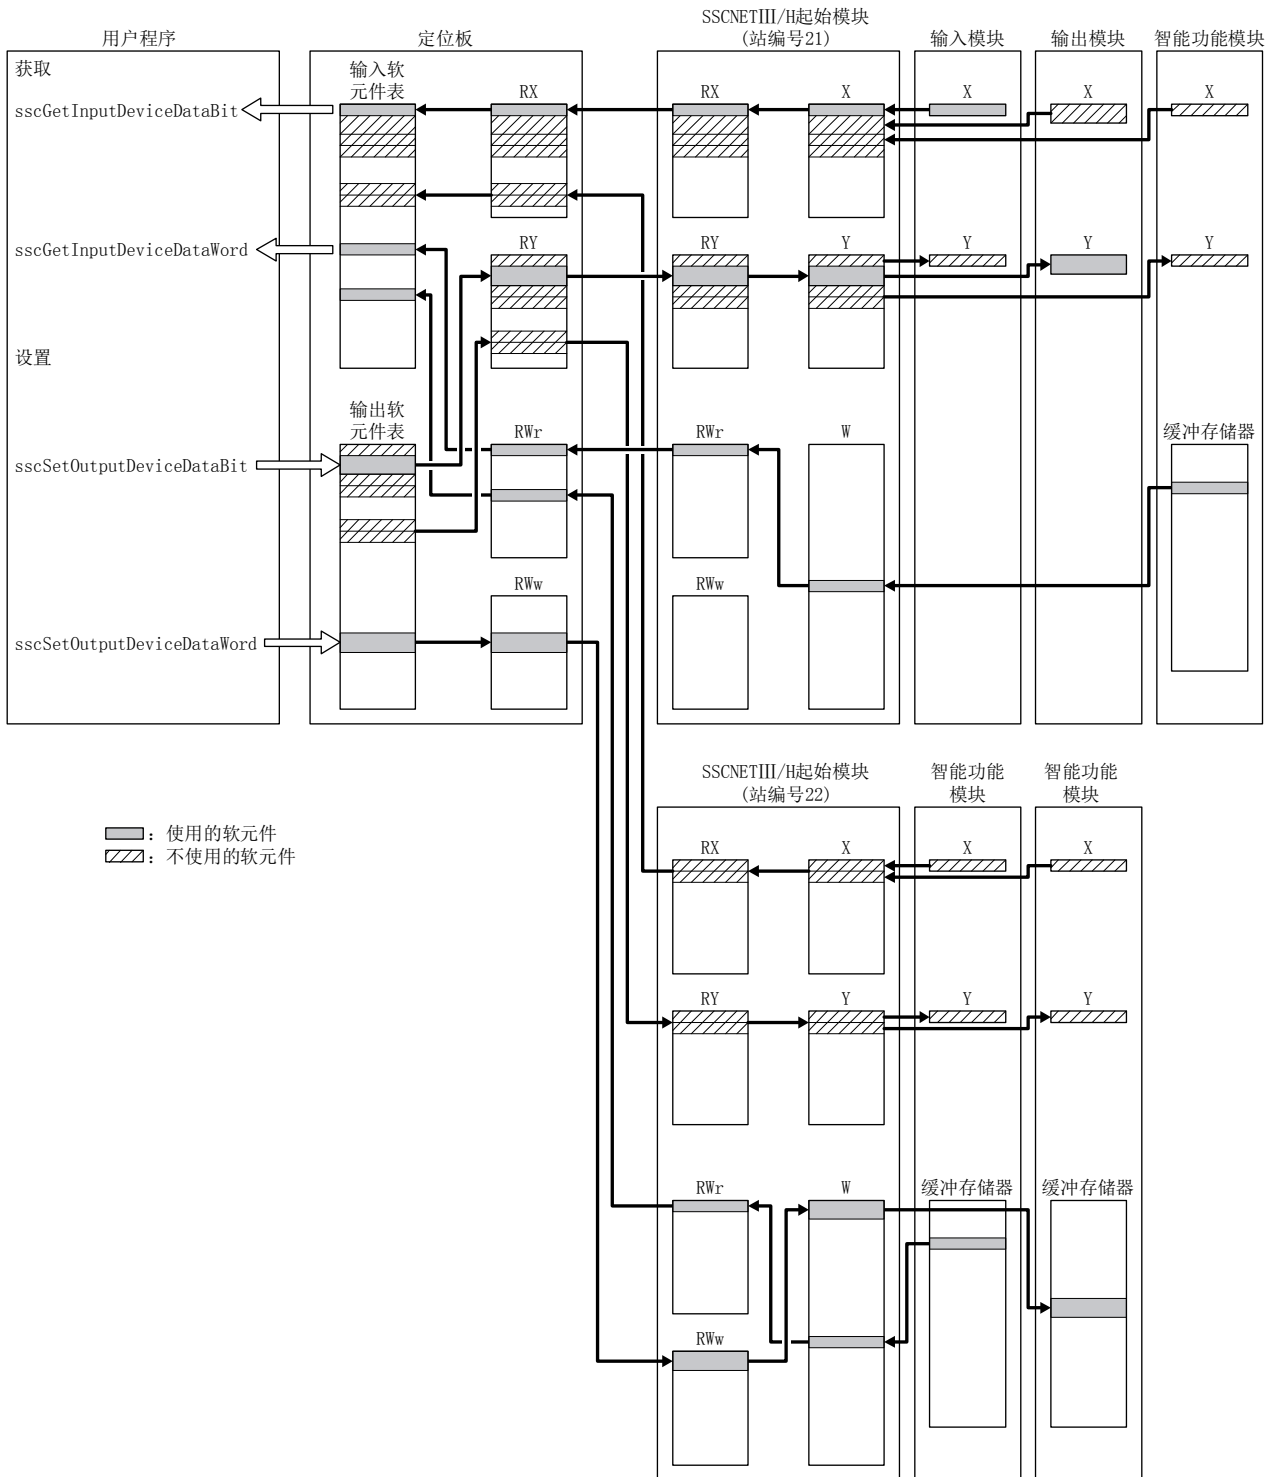 SSCNETⅢ/H起始模块
用户程序 定位板 (站编号21) 输入模块 输出模块 智能功能模块
获取
输入软
元件表 RX RX X X X X
sscGetInputDeviceDataBit
sscGetInputDeviceDataWord
RY RY Y Y Y Y
设置
输出软
元件表 RWr RWr W 缓冲存储器
sscSetOutputDeviceDataBit
RWw RWw
sscSetOutputDeviceDataWord
SSCNETⅢ/H起始模块 智能功能 智能功能
(站编号22) 模块 模块
：使用的软元件
：不使用的软元件
RX X X X
RY Y Y Y
RWr W 缓冲存储器 缓冲存储器
RWw